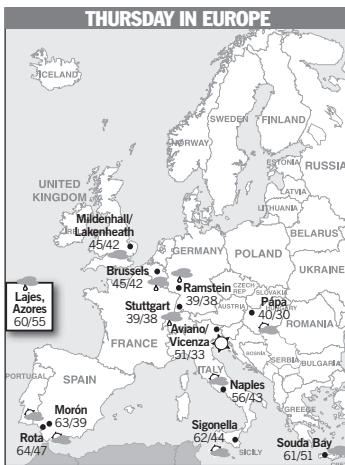 THURSDAY IN EUROPE
ICELAND
SWEDEN
FINLAND
NORWAY
ESTONIA
RUSSIA
LATVIA
LITHUANIA
UNITED
KINGDOM
BELARUS
Mildenhall/
Lakenheath
45/42
GERMANY
POLAND
UKRAINE
Brussels
45/42
Ramstein
39/38
CZECH
REP
SLOVAKIA
Lajes,
Azores
60/55
Stuttgart
39/38
AUSTRIA
Pápa
40/30
HUNGARY
ROMANIA
FRANCE
Aviano/
Vicenza
51/33
BOSNIA
SERBIA
BULGARIA
ITALY
PORTUGAL
SPAIN
Naples
56/43
Morón
63/39
GREECE
Rota
64/47
Sigonella
62/44
SICILY
Souda Bay
61/51